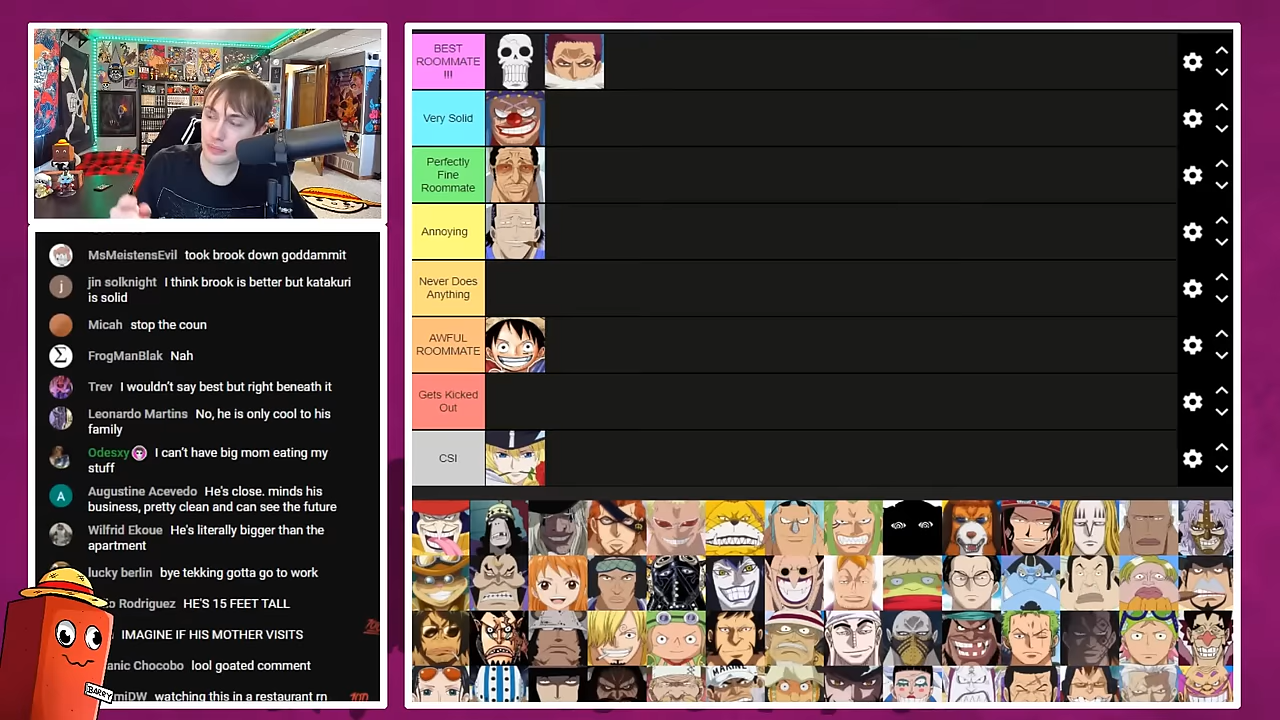 BEST
ROOMMATE
!!!
Very Solid
Perfectly
Fine
Roommate
Annoying
Never Does
Anything
AWFUL
ROOMMATE
Gets Kicked
Out
CSI
MsMeistensEvil took brook down goddammit
jin solknight I think brook is better but katakuri
is solid
Micah stop the coun
FrogManBlak Nah
Trev I wouldn't say best but right beneath it
Leonardo Martins No, he is only cool to his
family
Odesxy I can't have big mom eating my
stuff
Augustine Acevedo He's close. minds his
business, pretty clean and can see the future
Wilfrid Ekoue He's literally bigger than the
apartment
lucky berlin bye tekking gotta go to work
Rodriguez HE'S 15 FEET TALL
IMAGINE IF HIS MOTHER VISITS
anic Chocobo lool goated comment
miDW watching this in a restaurant rn
BARRY
MARINE